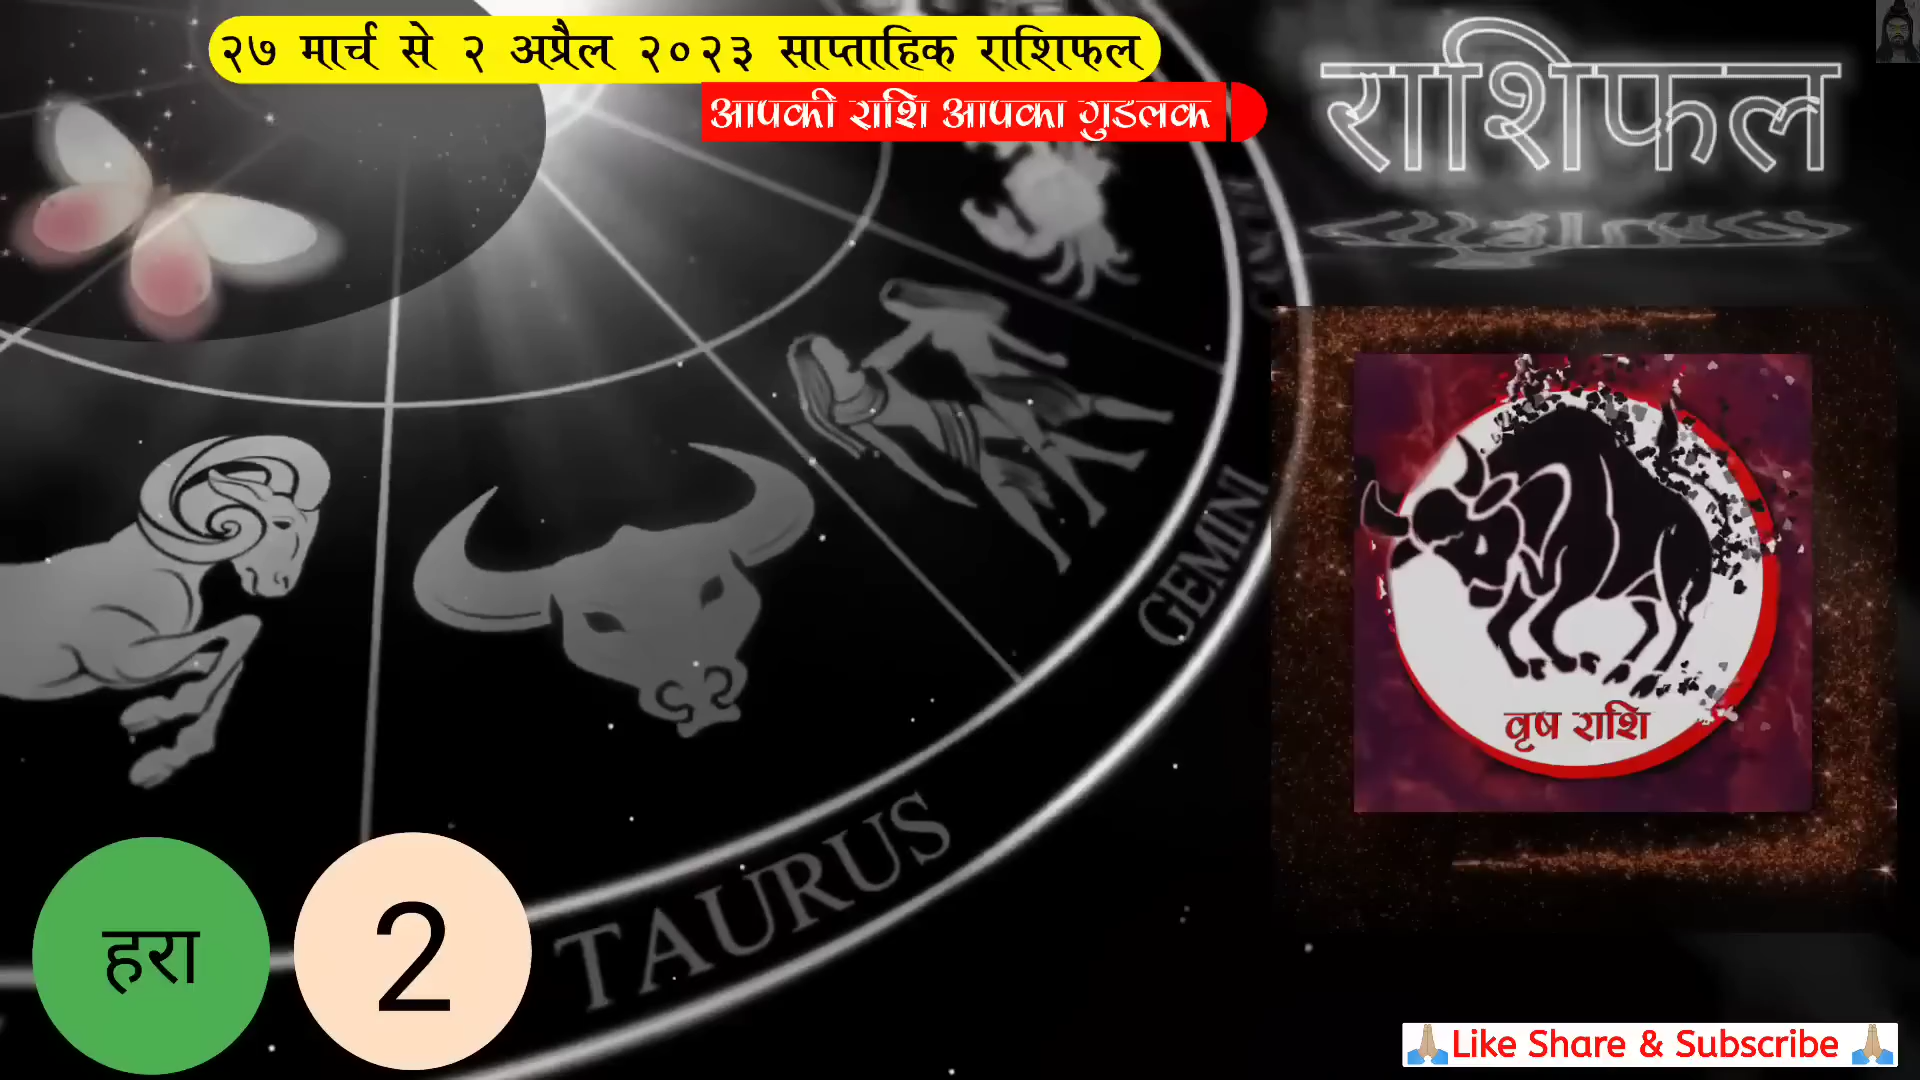 २७ मार्च से २ अप्रैल २०२३ साप्ताहिक राशिफल
आपकी राशि आपका गुडलक
राशिफल
GEMINI
वृष राशि
TAURUS
हरा
2
Like Share & Subscribe